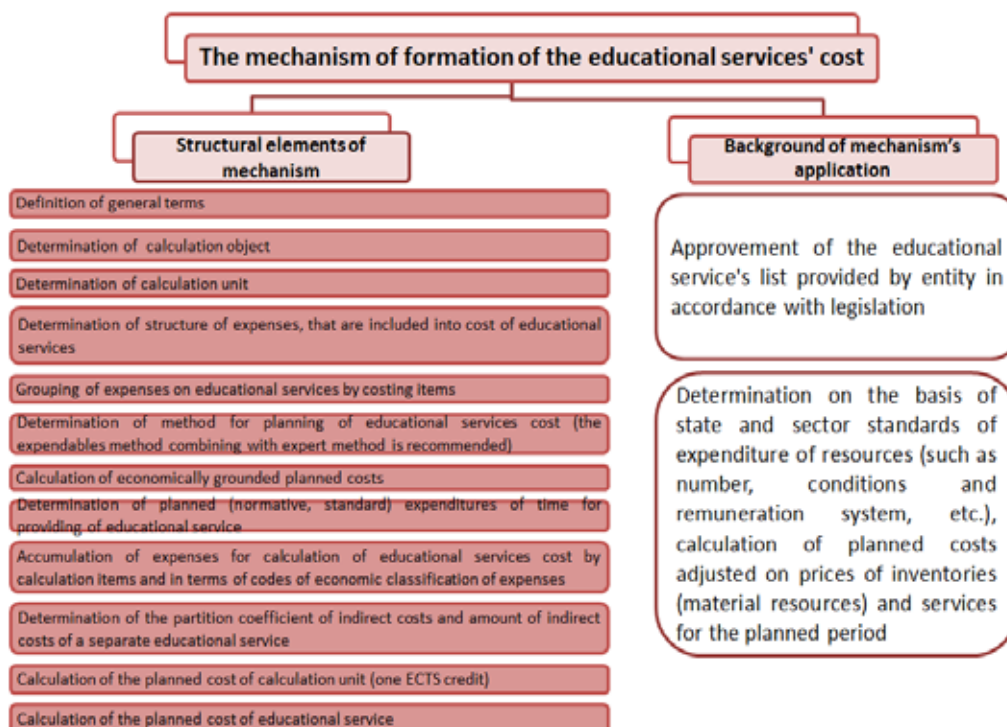 The mechanism of formation of the educational services' cost
Structural elements of
mechanism
Definition of general terms
Determination of calculation object
Determination of calculation unit
Determination of structure of expenses, that are included into cost of educational
services
Grouping of expenses on educational services by costing items
Determination of method for planning of educational services cost (the
expendables method combining with expert method is recommended)
Calculation of economically grounded planned costs
Determination of planned (normative, standard) expenditures of time for
providing of educational service
Accumulation of expenses for calculation of educational services cost by
calculation items and in terms of codes of economic classification of expenses
Determination of the partition coefficient of indirect costs and amount of indirect
costs of a separate educational service
Calculation of the planned cost of calculation unit (one ECTS credit)
Calculation of the planned cost of educational service
Background of mechanism's
application
Approvement of the educational
service's list provided by entity in
accordance with legislation
Determination on the basis of
state and sector standards of
expenditure of resources (such as
number, conditions and
remuneration system, etc.),
calculation of planned costs
adjusted on prices of inventories
(material resources) and services
for the planned period